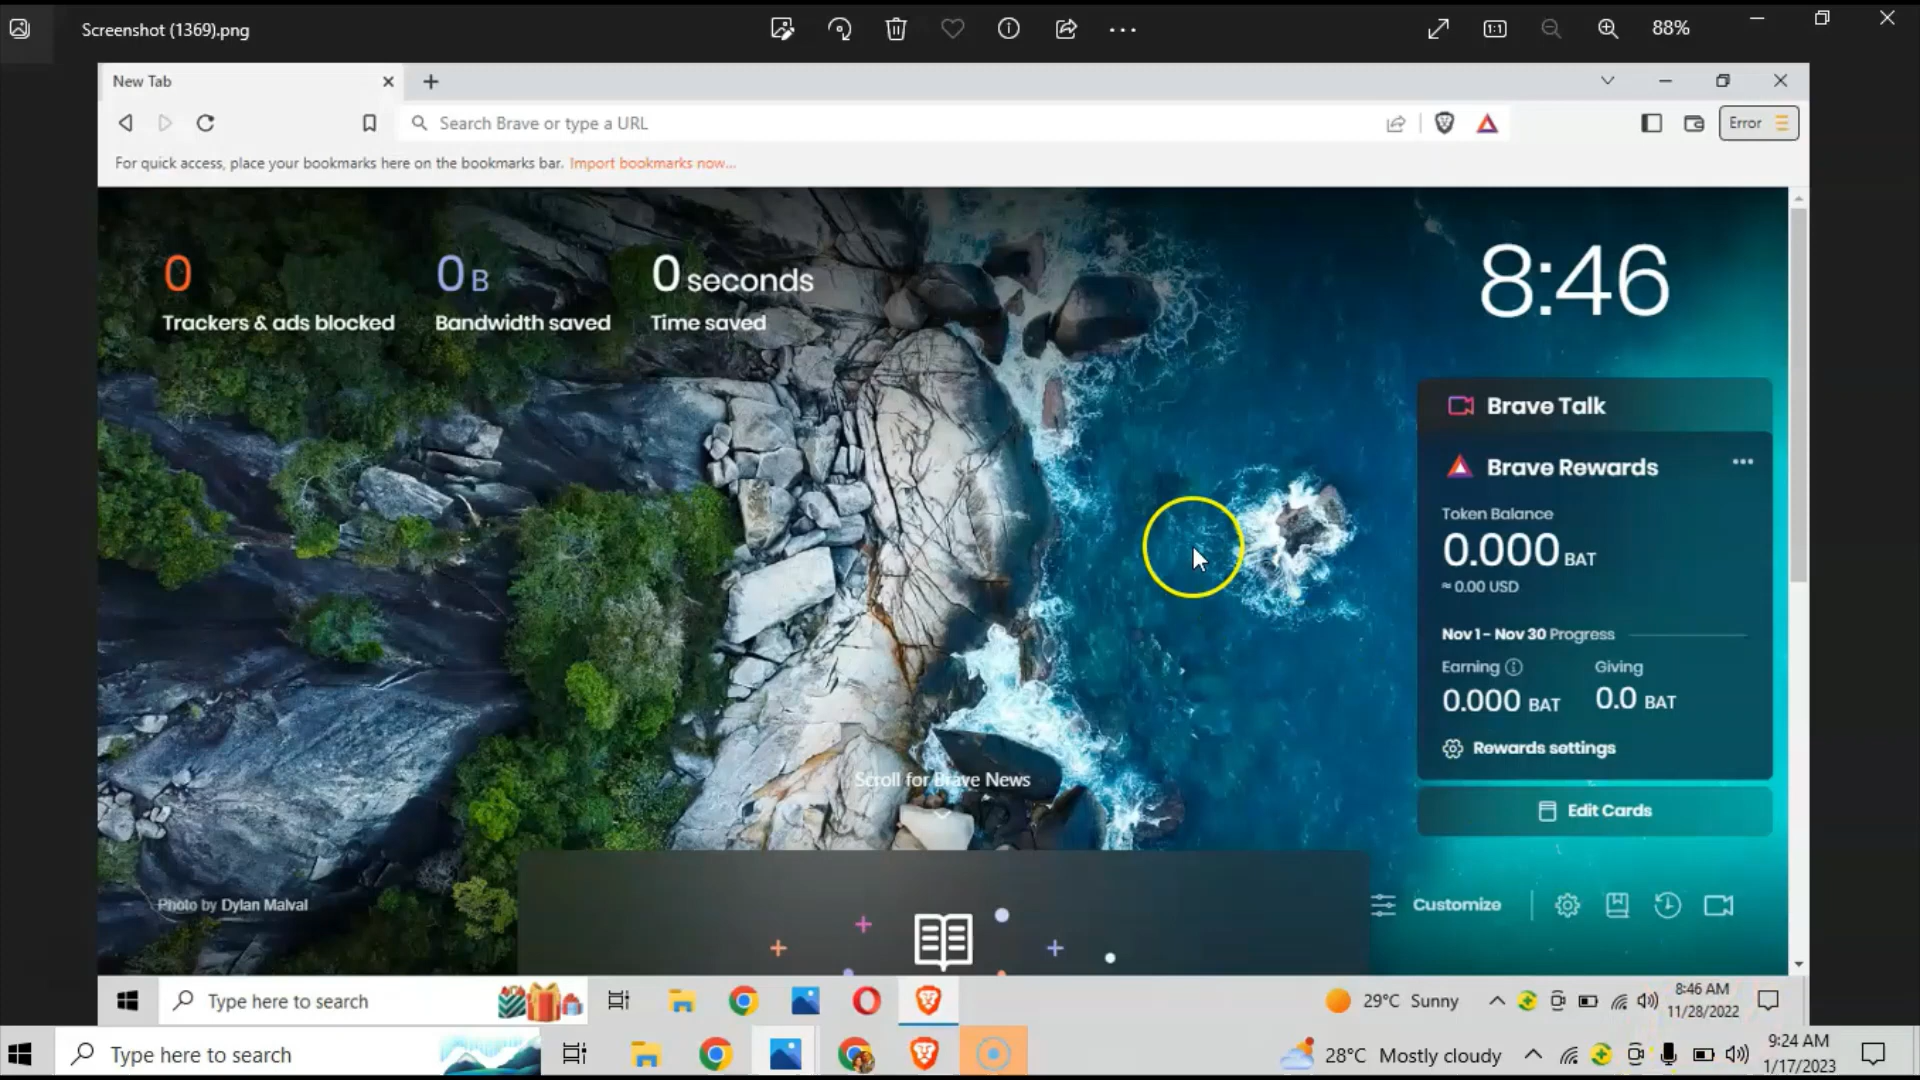 Screenshot (1369).png
88%
New Tab
Search Brave or type a URL
Error
For quick access, place your bookmarks here on the bookmarks bar. Import bookmarks now...
0
0 B
0 seconds
Trackers & ads blocked
Bandwidth saved
Time saved
8:46
Brave Talk
Brave Rewards
Token Balance
0.000 BAT
≈ 0.00 USD
Nov 1 - Nov 30 Progress
Earning
Giving
0.000 BAT
0.0 BAT
Rewards settings
Scroll for Brave News
Edit Cards
Photo by Dylan Malval
Customize
Type here to search
29°C Sunny
8:46 AM
11/28/2022
Type here to search
28°C Mostly cloudy
9:24 AM
1/17/2023